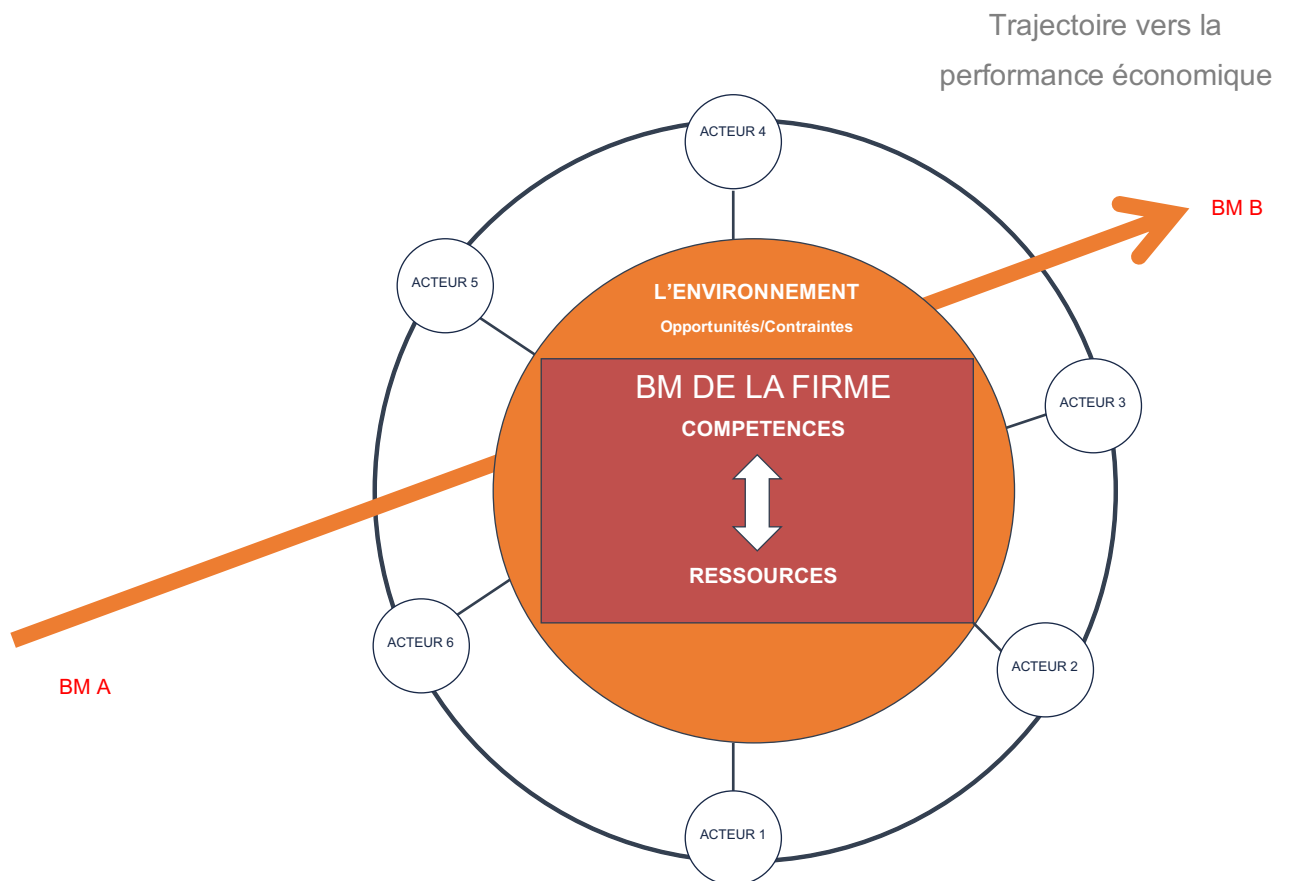 Trajectoire vers la
performance économique
ACTEUR 4
BM B
ACTEUR 5
L'ENVIRONNEMENT
Opportunités/Contraintes
BM DE LA FIRME
COMPETENCES
ACTEUR 3
RESSOURCES
ACTEUR 6
ACTEUR 2
BM A
ACTEUR 1